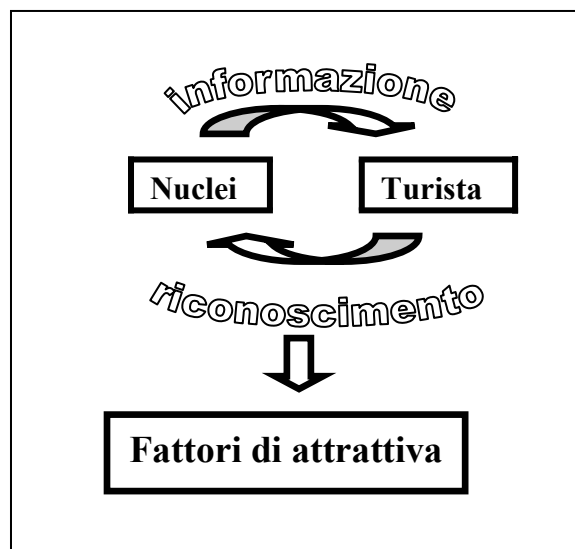 informazione
Nuclei
Turista
riconoscimento
Fattori di attrattiva